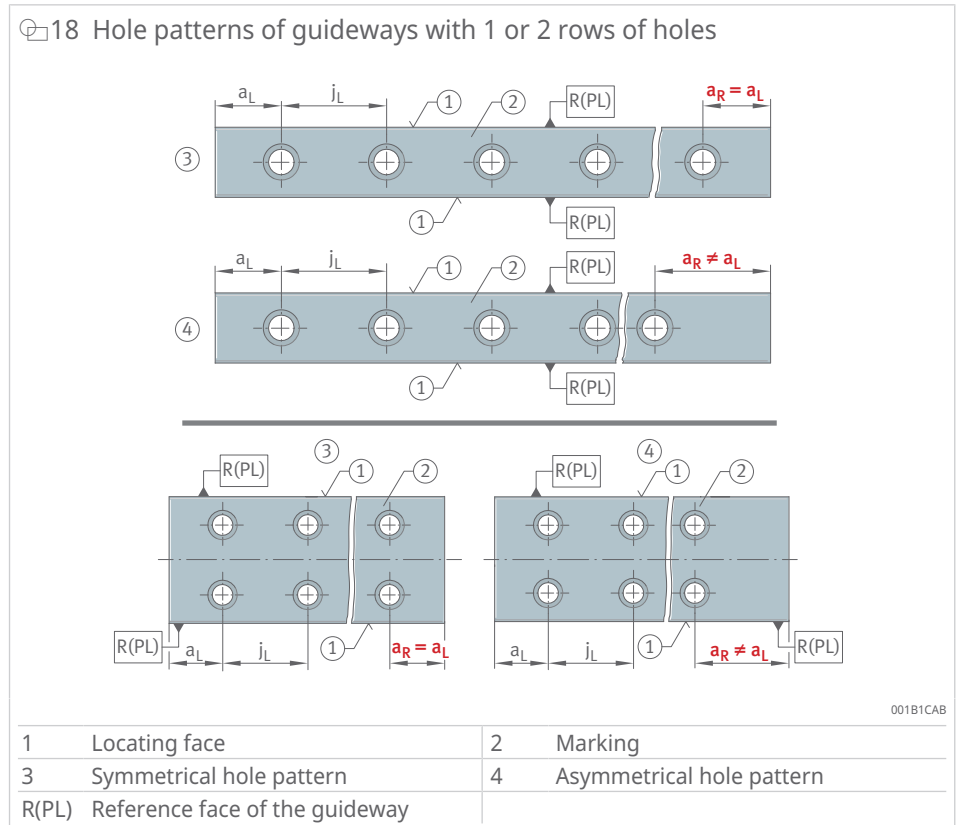 18 Hole patterns of guideways with 1 or 2 rows of holes
aL jL 1 2 R(PL) aR = aL
3
1 R(PL)
aL jL 1 2 R(PL) aR ≠ aL
4
1 R(PL)
3 4
R(PL) 1 2 R(PL) 1 2
R(PL) aL jL 1 aR = aL aL jL 1 aR ≠ aL R(PL)
001B1CAB
1 Locating face 2 Marking
3 Symmetrical hole pattern 4 Asymmetrical hole pattern
R(PL) Reference face of the guideway